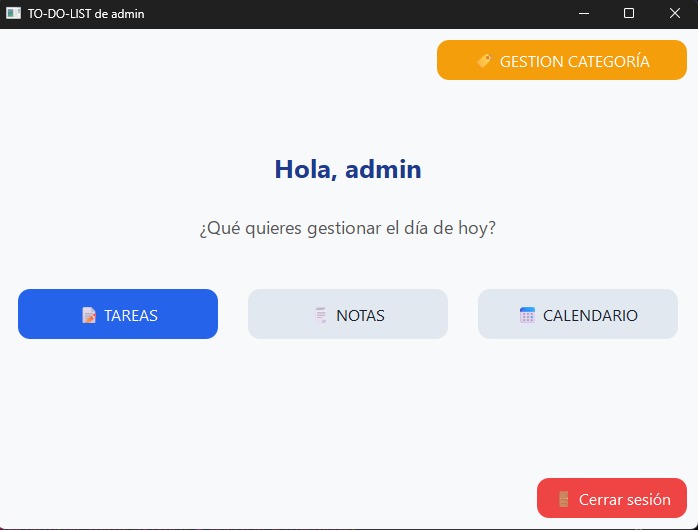 TO-DO-LIST de admin
GESTION CATEGORÍA
Hola, admin
¿Qué quieres gestionar el día de hoy?
TAREAS
NOTAS
CALENDARIO
Cerrar sesión